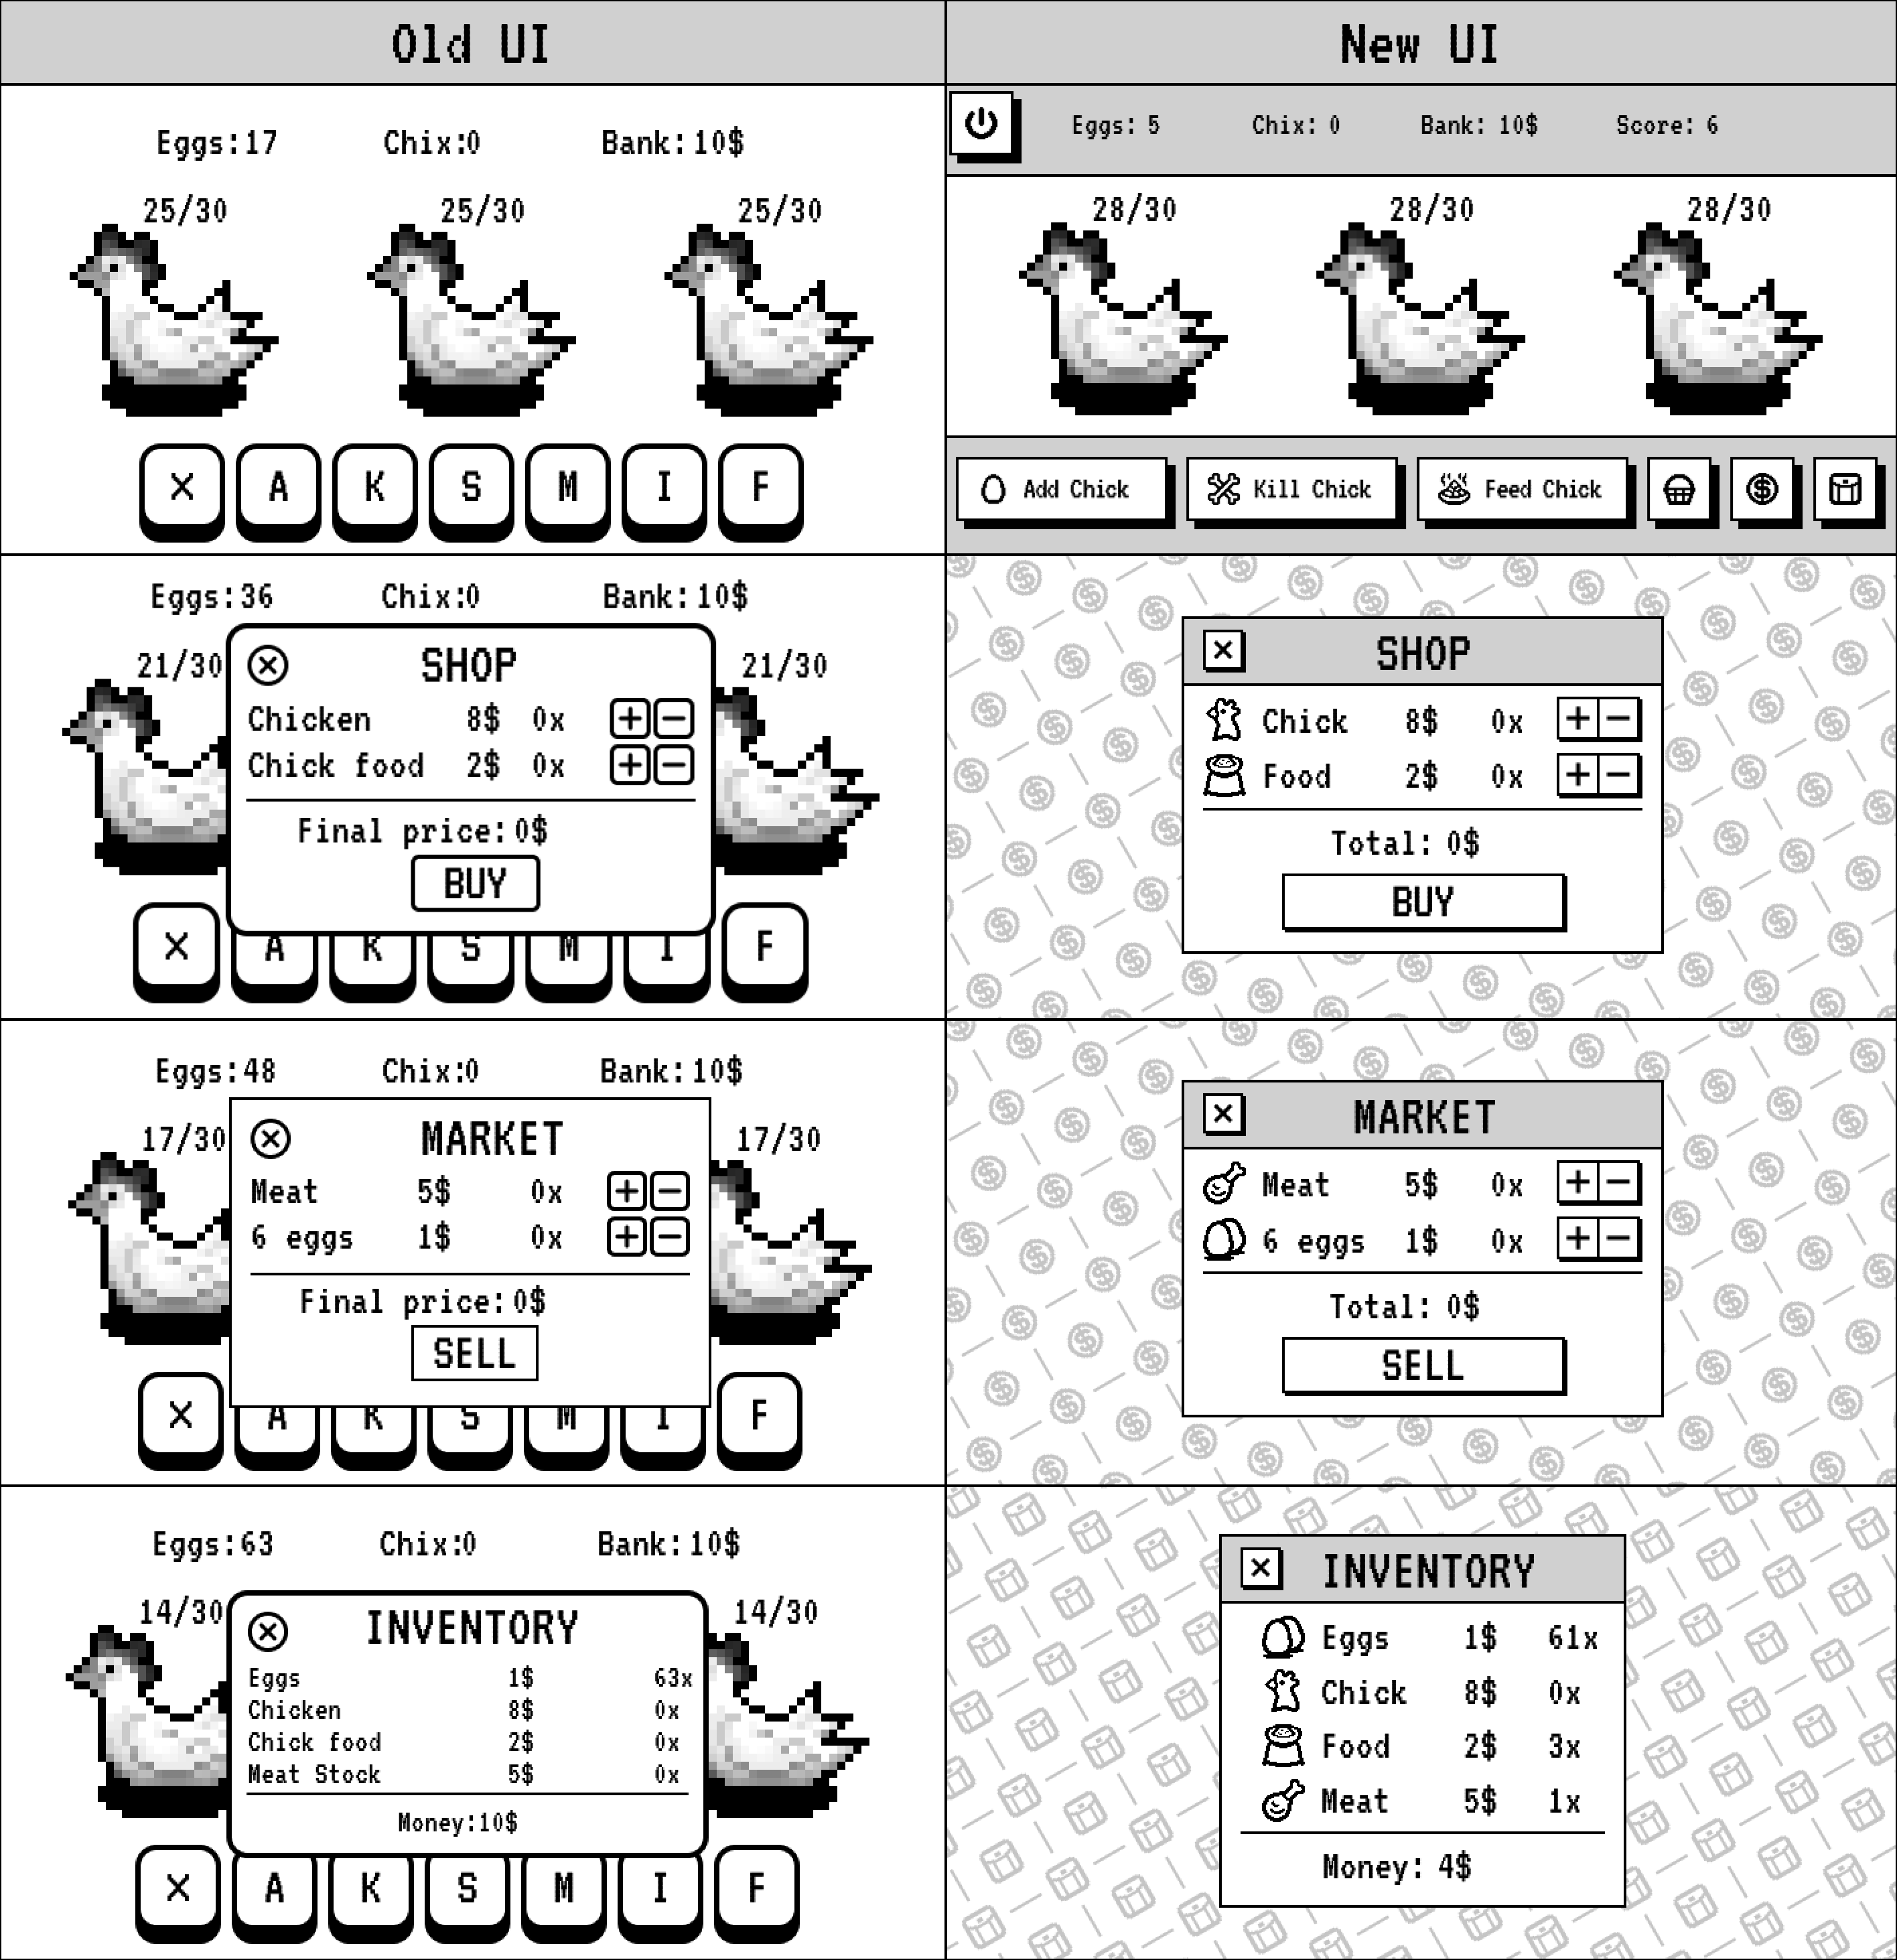 Old UI
New UI
Eggs:17 Chix:0 Bank:10$
25/30 25/30 25/30
X A K S M I F
Eggs: 5 Chix: 0 Bank: 10$ Score: 6
28/30 28/30 28/30
Add Chick Kill Chick Feed Chick
Eggs:36 Chix:0 Bank:10$
21/30 21/30
SHOP
Chicken 8$ 0x + −
Chick food 2$ 0x + −
Final price:0$
BUY
X A K S M I F
SHOP
Chick 8$ 0x + −
Food 2$ 0x + −
Total: 0$
BUY
Eggs:48 Chix:0 Bank:10$
17/30 17/30
MARKET
Meat 5$ 0x + −
6 eggs 1$ 0x + −
Final price:0$
SELL
X A K S M I F
MARKET
Meat 5$ 0x + −
6 eggs 1$ 0x + −
Total: 0$
SELL
Eggs:63 Chix:0 Bank:10$
14/30 14/30
INVENTORY
Eggs 1$ 63x
Chicken 8$ 0x
Chick food 2$ 0x
Meat Stock 5$ 0x
Money:10$
X A K S M I F
INVENTORY
Eggs 1$ 61x
Chick 8$ 0x
Food 2$ 3x
Meat 5$ 1x
Money: 4$